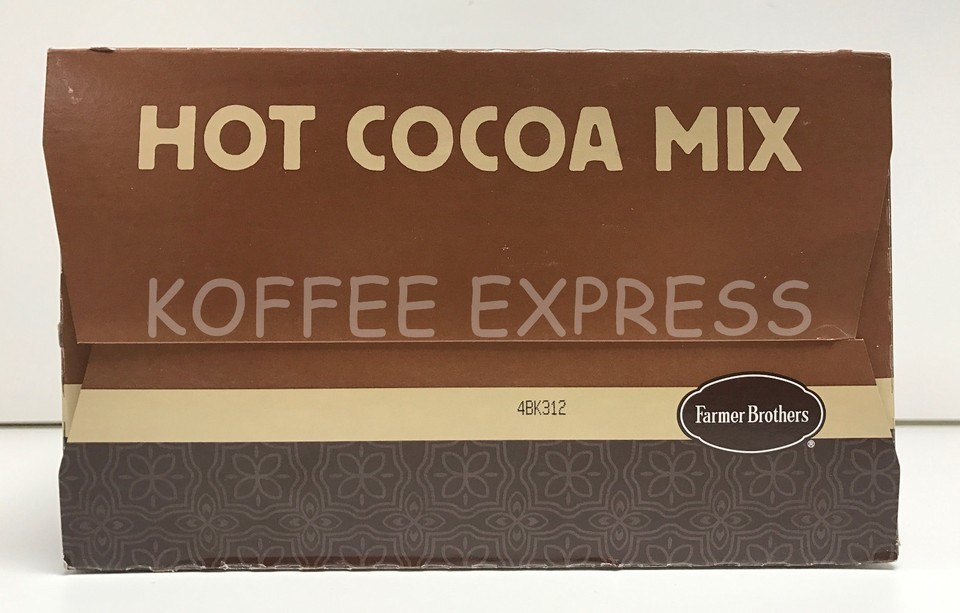 HOT COCOA MIX
KOFFEE EXPRESS
4BK312
Farmer Brothers
®